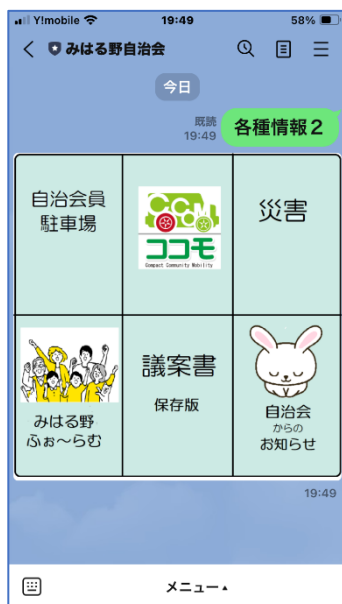 Y!mobile
19:49
58%
みはる野自治会
今日
既読
19:49
各種情報２
自治会員
駐車場
CCM
ココモ
Compact Community Mobility
災害
みはる野
ふぉ～らむ
議案書
保存版
自治会
からの
お知らせ
19:49
メニュー